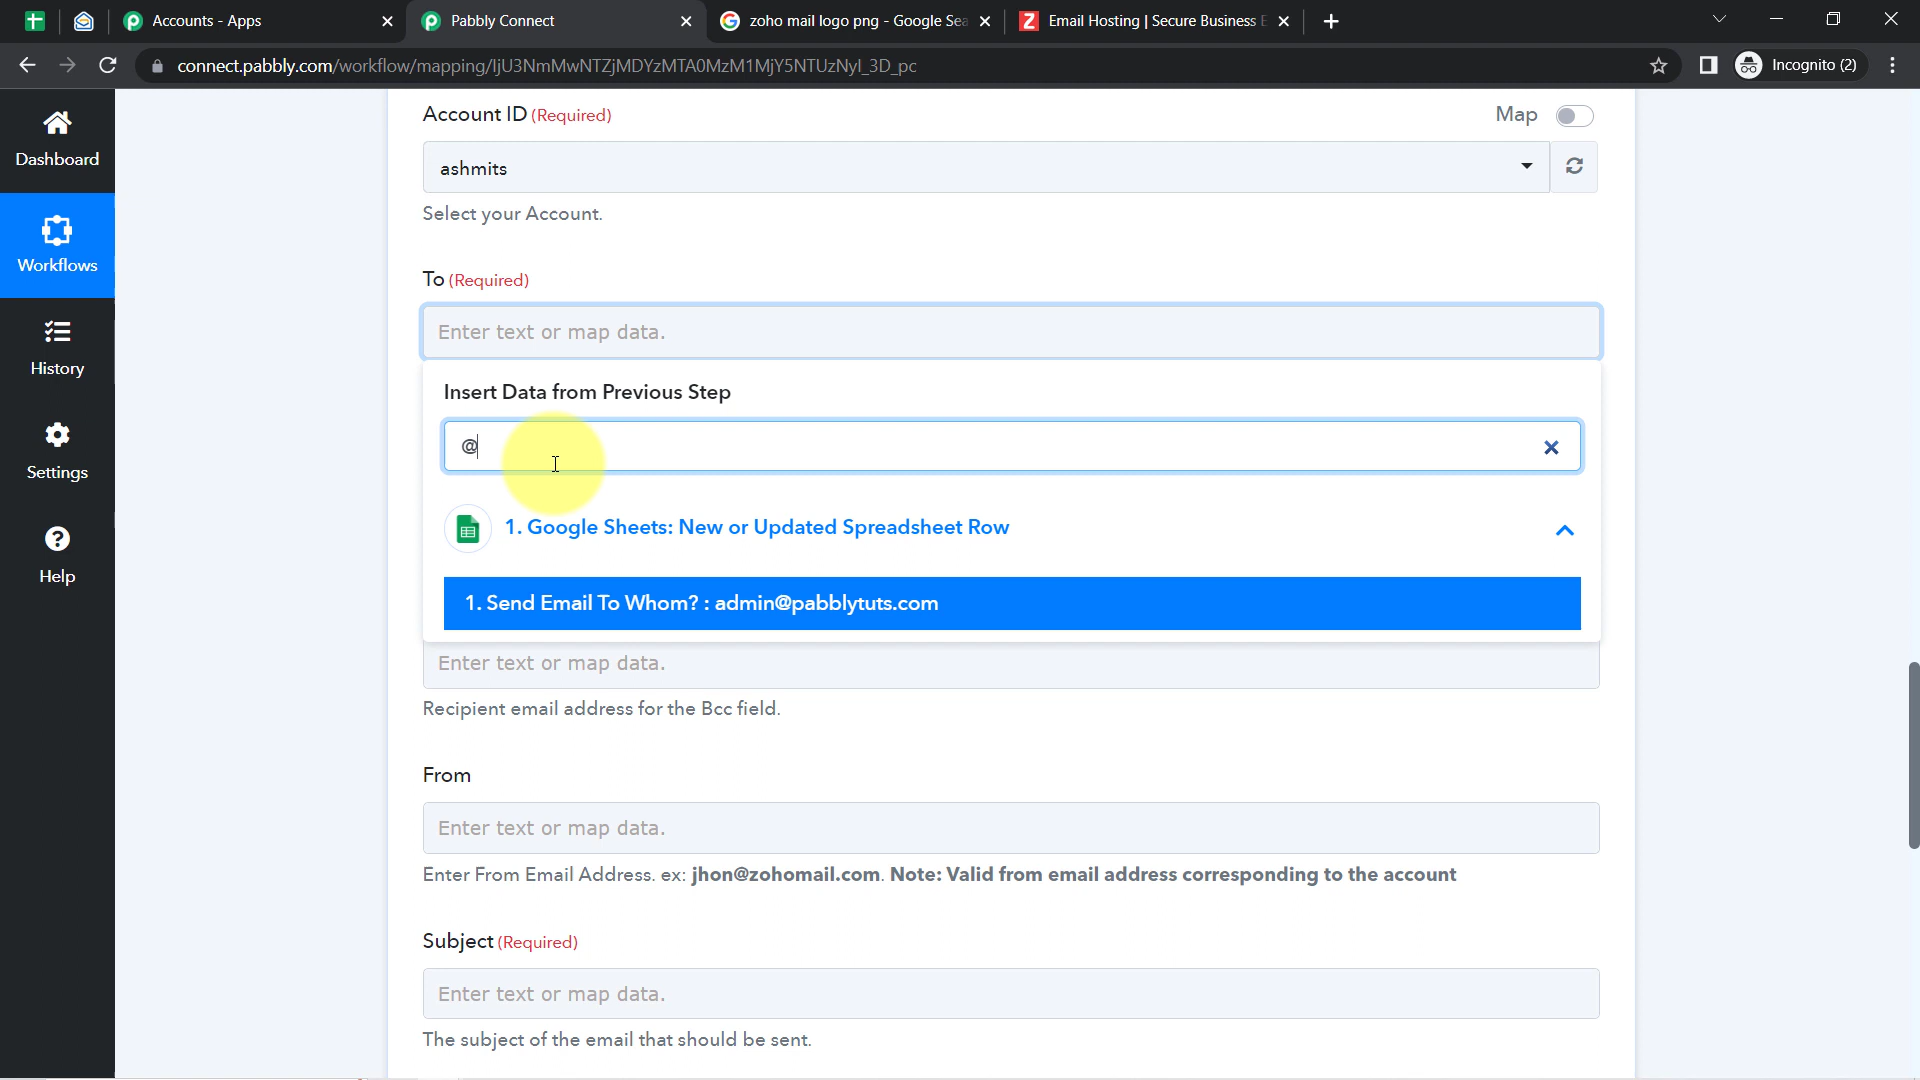 Accounts - Apps
Pabbly Connect
zoho mail logo png - Google Sea
Email Hosting | Secure Business E
connect.pabbly.com/workflow/mapping/IjU3NmMwNTZjMDYzMTA0MzM1MjY5NTUzNyI_3D_pc
Incognito (2)
Dashboard
Workflows
History
Settings
Help
Account ID (Required)
Map
ashmits
Select your Account.
To (Required)
Enter text or map data.
Insert Data from Previous Step
@
1. Google Sheets: New or Updated Spreadsheet Row
1. Send Email To Whom? : admin@pabblytuts.com
Enter text or map data.
Recipient email address for the Bcc field.
From
Enter text or map data.
Enter From Email Address. ex: jhon@zohomail.com. Note: Valid from email address corresponding to the account
Subject (Required)
Enter text or map data.
The subject of the email that should be sent.